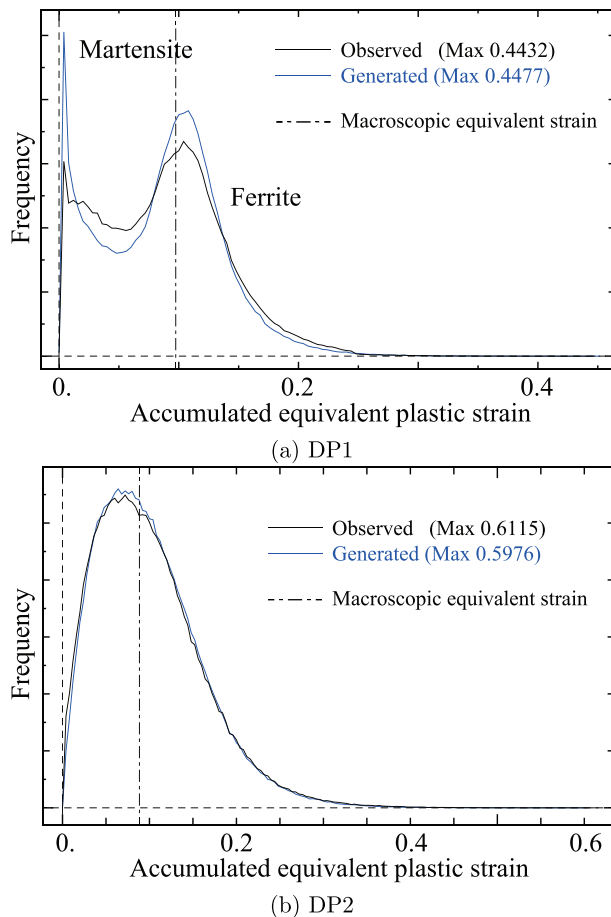 Martensite
Observed (Max 0.4432)
Generated (Max 0.4477)
Macroscopic equivalent strain
Ferrite
Frequency
0. 0.2 0.4
Accumulated equivalent plastic strain
(a) DP1
Observed (Max 0.6115)
Generated (Max 0.5976)
Macroscopic equivalent strain
Frequency
0. 0.2 0.4 0.6
Accumulated equivalent plastic strain
(b) DP2